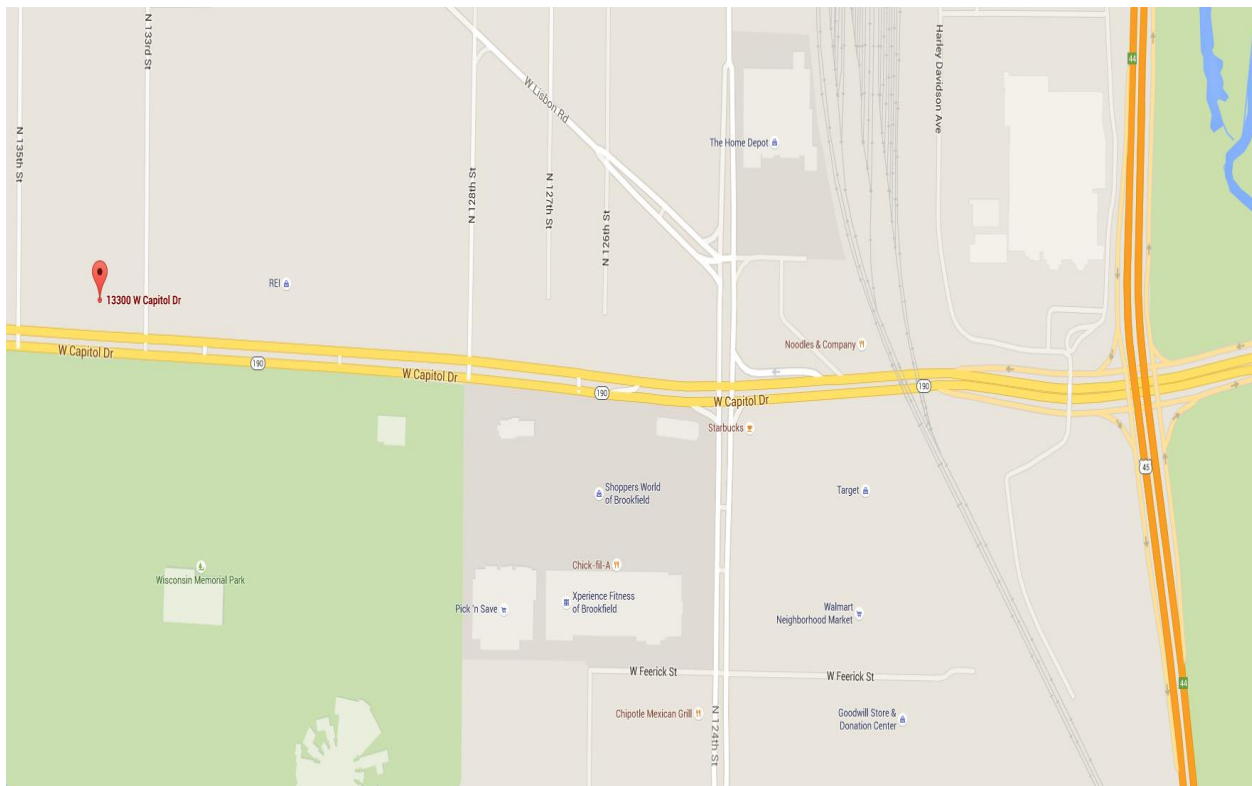 N 133rd St
44
Harley Davidson Ave
W Lisbon Rd
N 135th St
The Home Depot
N 128th St
N 127th St
N 126th St
REI
13300 W Capitol Dr
Noodles & Company
W Capitol Dr
190
W Capitol Dr
190
W Capitol Dr
190
Starbucks
45
Shoppers World
of Brookfield
Target
Chick-fil-A
Wisconsin Memorial Park
Pick 'n Save
Xperience Fitness
of Brookfield
Walmart
Neighborhood Market
W Feerick St
W Feerick St
44
Chipotle Mexican Grill
N 124th St
Goodwill Store &
Donation Center